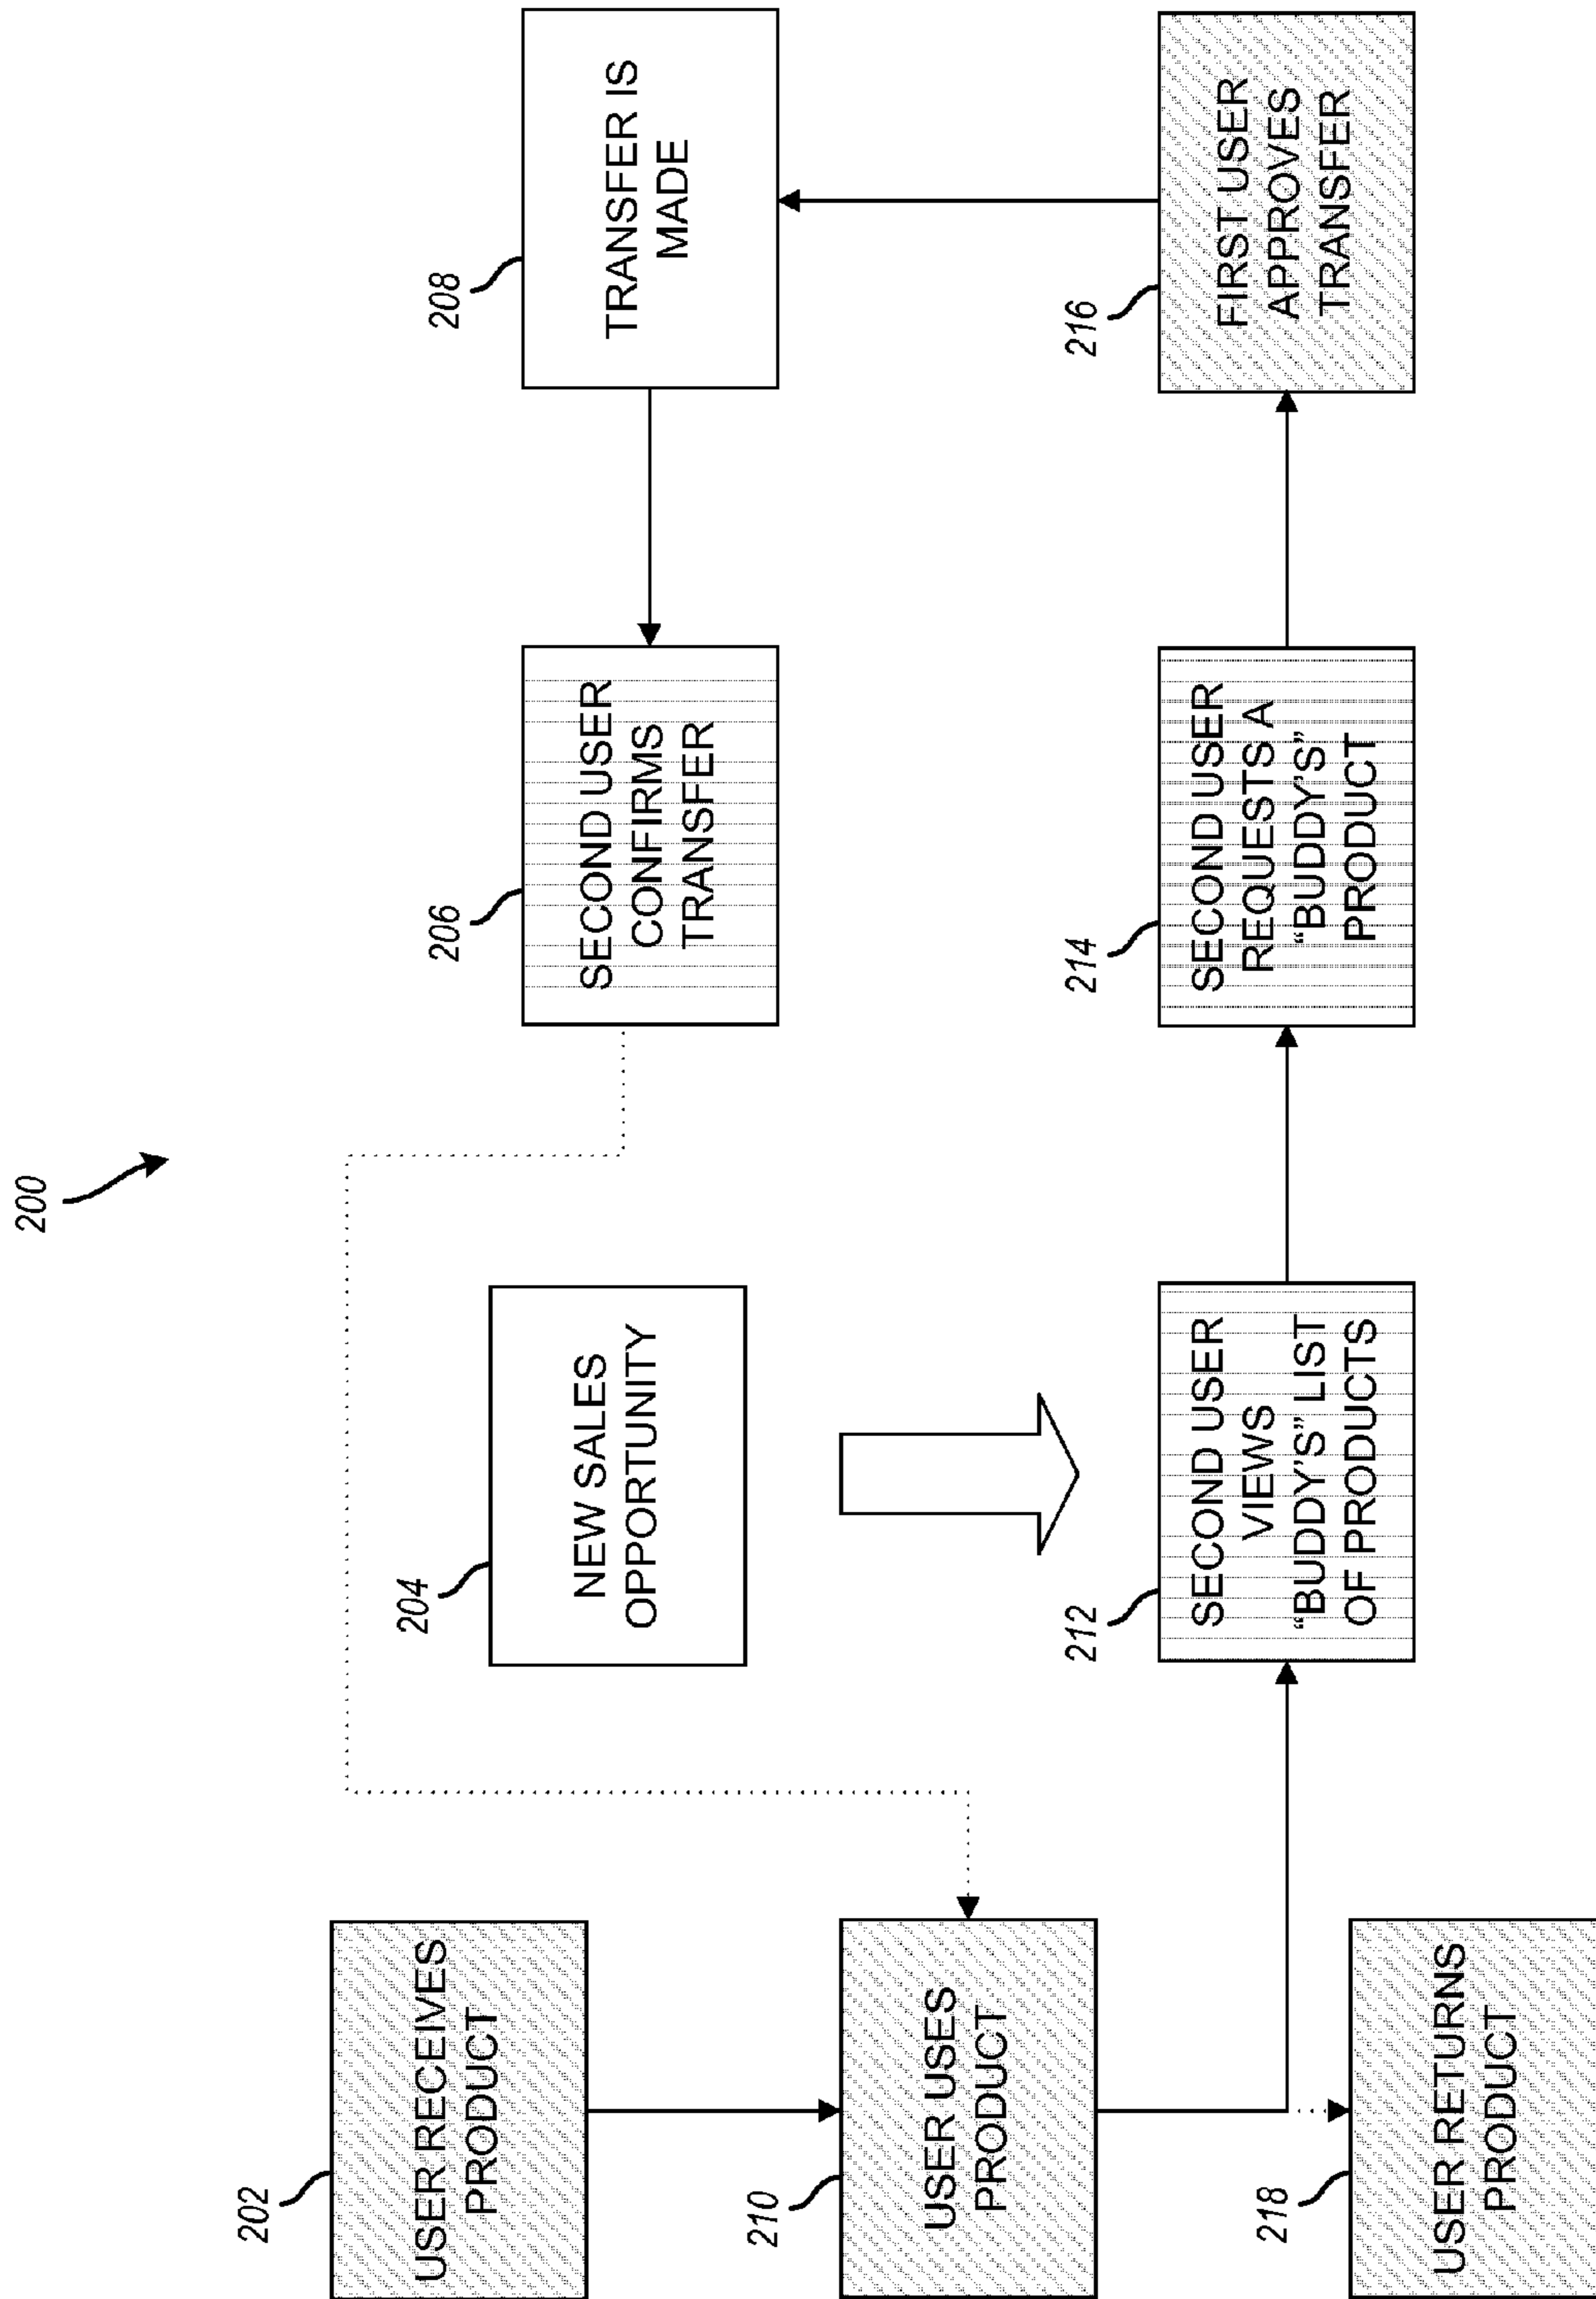 200
202
USER RECEIVES
PRODUCT
204
NEW SALES
OPPORTUNITY
206
SECOND USER
CONFIRMS
TRANSFER
208
TRANSFER IS
MADE
210
USER USES
PRODUCT
212
SECOND USER
VIEWS
“BUDDY’S” LIST
OF PRODUCTS
214
SECOND USER
REQUESTS A
“BUDDY’S”
PRODUCT
216
FIRST USER
APPROVES
TRANSFER
218
USER RETURNS
PRODUCT